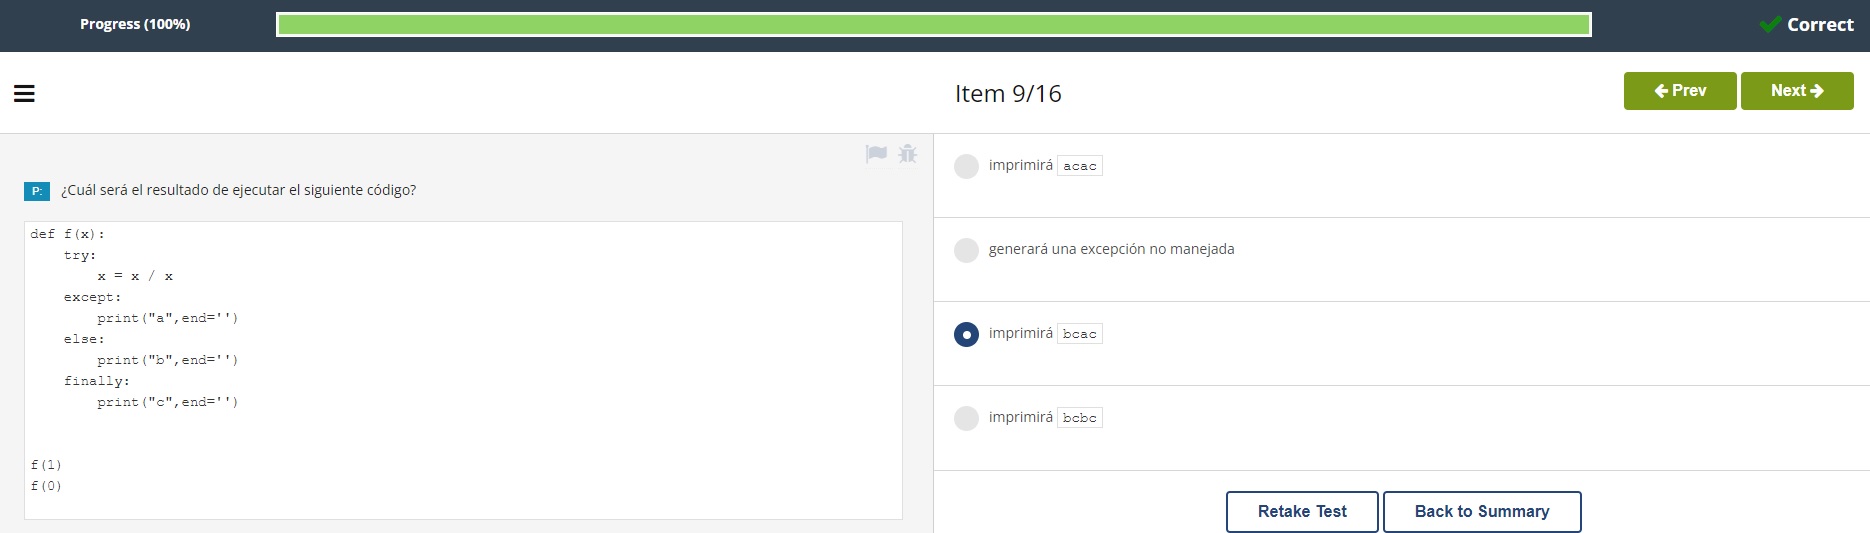 Progress (100%)
Correct
Item 9/16
Prev
Next
P: ¿Cuál será el resultado de ejecutar el siguiente código?
def f(x):
    try:
        x = x / x
    except:
        print("a",end='')
    else:
        print("b",end='')
    finally:
        print("c",end='')
f(1)
f(0)
imprimirá acac
generará una excepción no manejada
imprimirá bcac
imprimirá bcbc
Retake Test
Back to Summary